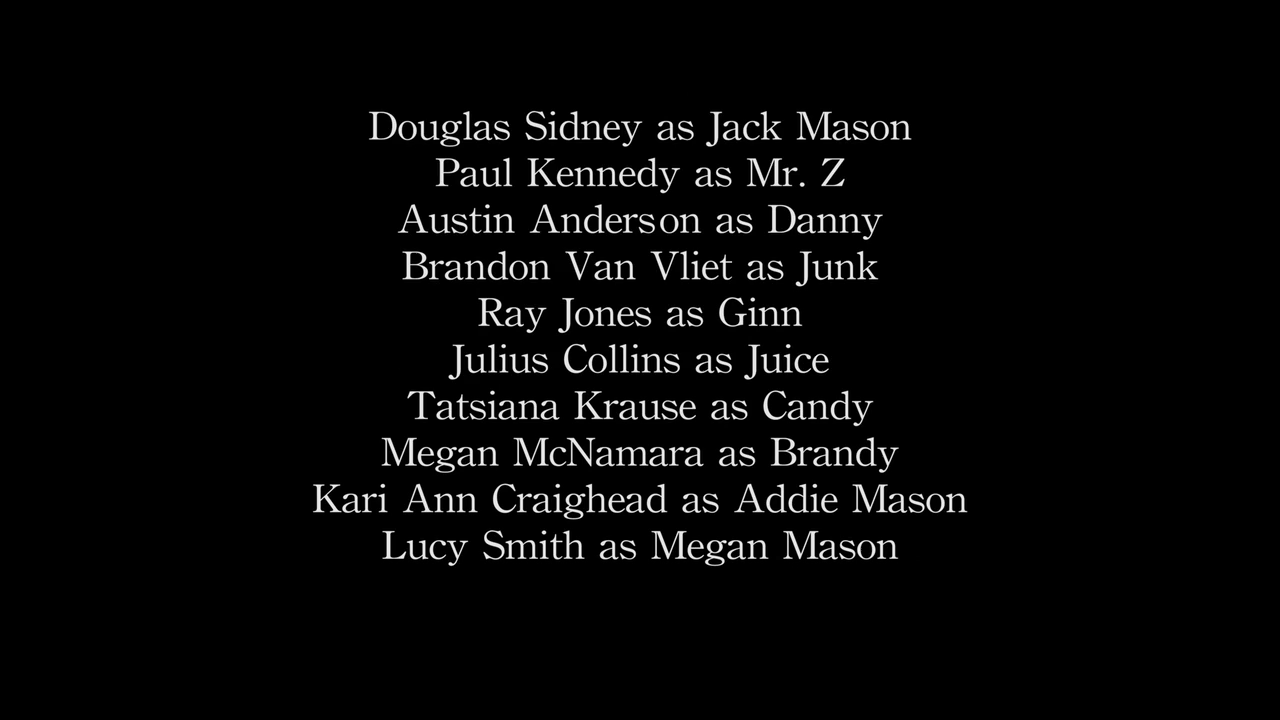 Douglas Sidney as Jack Mason
Paul Kennedy as Mr. Z
Austin Anderson as Danny
Brandon Van Vliet as Junk
Ray Jones as Ginn
Julius Collins as Juice
Tatsiana Krause as Candy
Megan McNamara as Brandy
Kari Ann Craighead as Addie Mason
Lucy Smith as Megan Mason